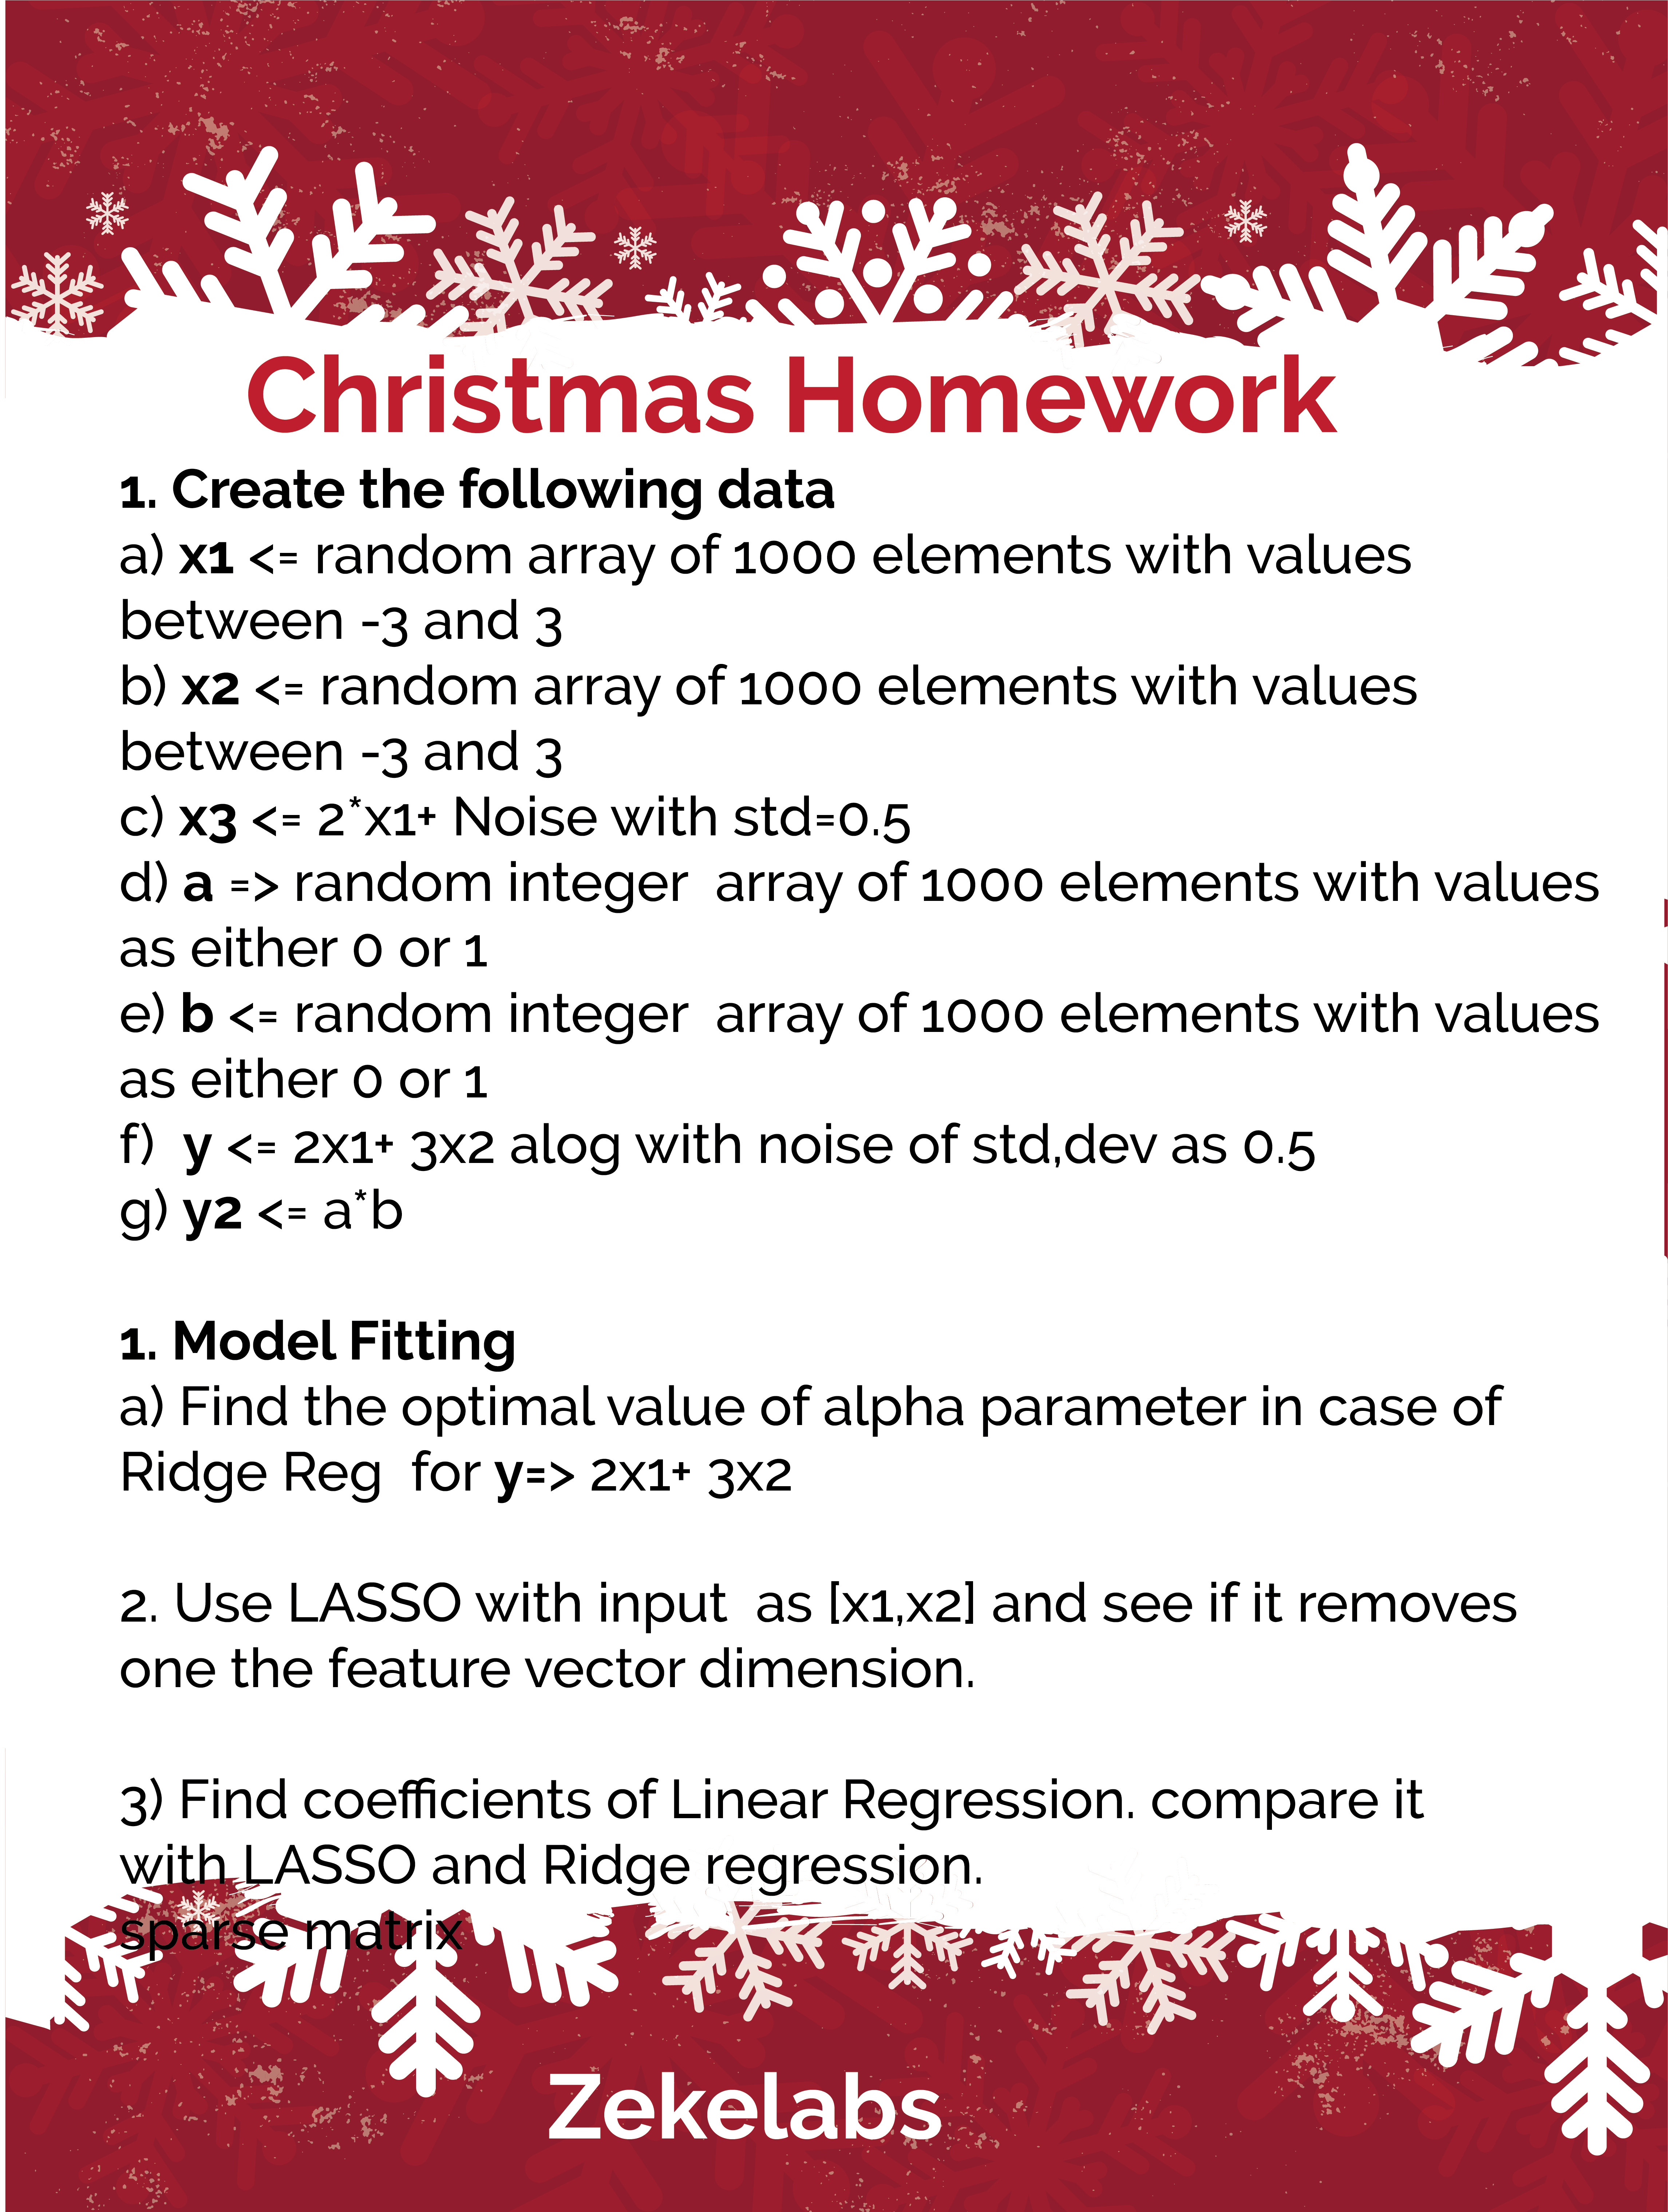 Christmas Homework
1. Create the following data
a) x1 <= random array of 1000 elements with values
between -3 and 3
b) x2 <= random array of 1000 elements with values
between -3 and 3
c) x3 <= 2*x1+ Noise with std=0.5
d) a => random integer  array of 1000 elements with values
as either 0 or 1
e) b <= random integer  array of 1000 elements with values
as either 0 or 1
f)  y <= 2x1+ 3x2 alog with noise of std,dev as 0.5
g) y2 <= a*b
1. Model Fitting
a) Find the optimal value of alpha parameter in case of
Ridge Reg  for y=> 2x1+ 3x2
2. Use LASSO with input  as [x1,x2] and see if it removes
one the feature vector dimension.
3) Find coefficients of Linear Regression. compare it
with LASSO and Ridge regression.
sparse matrix
Zekelabs